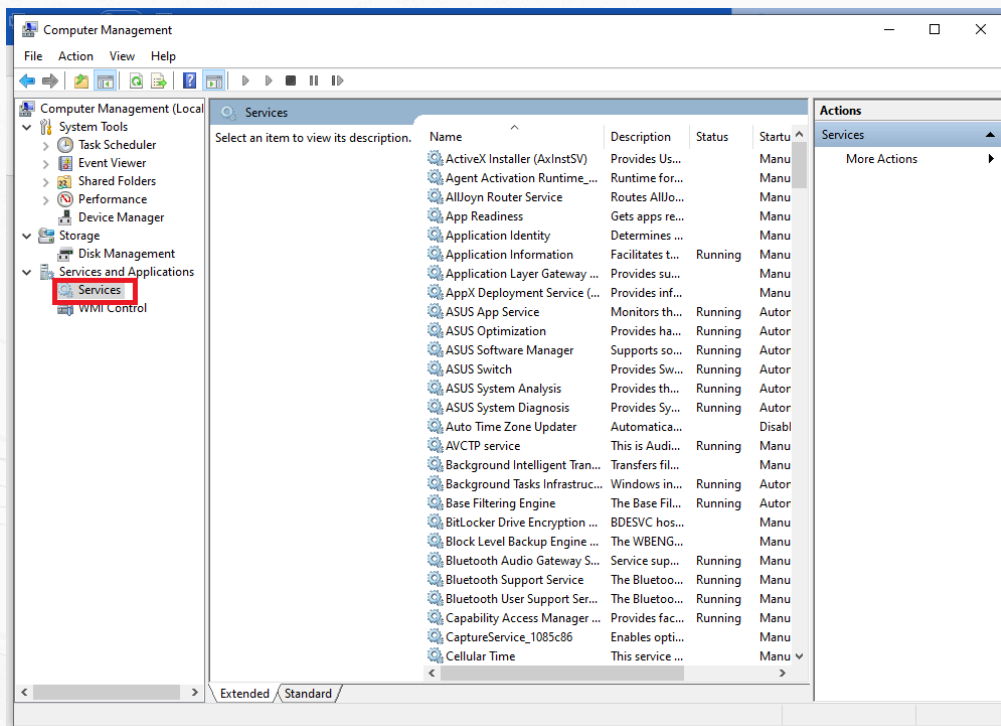 Computer Management
File Action View Help
Computer Management (Local
System Tools
Task Scheduler
Event Viewer
Shared Folders
Performance
Device Manager
Storage
Disk Management
Services and Applications
Services
WMI Control
Services
Select an item to view its description.
Name Description Status Startu
ActiveX Installer (AxInstSV) Provides Us... Manu
Agent Activation Runtime_... Runtime for... Manu
AllJoyn Router Service Routes AllJo... Manu
App Readiness Gets apps re... Manu
Application Identity Determines ... Manu
Application Information Facilitates t... Running Manu
Application Layer Gateway ... Provides su... Manu
AppX Deployment Service (... Provides inf... Manu
ASUS App Service Monitors th... Running Autor
ASUS Optimization Provides ha... Running Autor
ASUS Software Manager Supports so... Running Autor
ASUS Switch Provides Sw... Running Autor
ASUS System Analysis Provides th... Running Autor
ASUS System Diagnosis Provides Sy... Running Autor
Auto Time Zone Updater Automatica... Disabl
AVCTP service This is Audi... Running Manu
Background Intelligent Tran... Transfers fil... Manu
Background Tasks Infrastruc... Windows in... Running Autor
Base Filtering Engine The Base Fil... Running Autor
BitLocker Drive Encryption ... BDESVC hos... Manu
Block Level Backup Engine ... The WBENG... Manu
Bluetooth Audio Gateway S... Service sup... Running Manu
Bluetooth Support Service The Bluetoo... Running Manu
Bluetooth User Support Ser... The Bluetoo... Running Manu
Capability Access Manager ... Provides fac... Running Manu
CaptureService_1085c86 Enables opti... Manu
Cellular Time This service ... Manu
Extended Standard
Actions
Services
More Actions